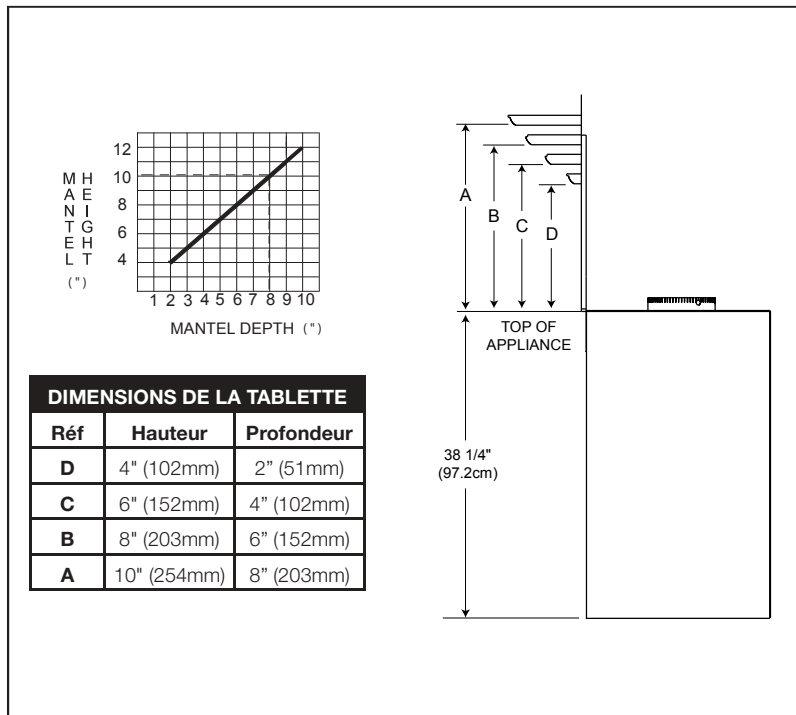 12
10
8
6
4
MANTEL
HEIGHT
(")
1 2 3 4 5 6 7 8 9 10
MANTEL DEPTH (")
DIMENSIONS DE LA TABLETTE
Réf Hauteur Profondeur
D 4" (102mm) 2” (51mm)
C 6" (152mm) 4” (102mm)
B 8" (203mm) 6” (152mm)
A 10" (254mm) 8” (203mm)
A
B
C
D
TOP OF
APPLIANCE
38 1/4"
(97.2cm)